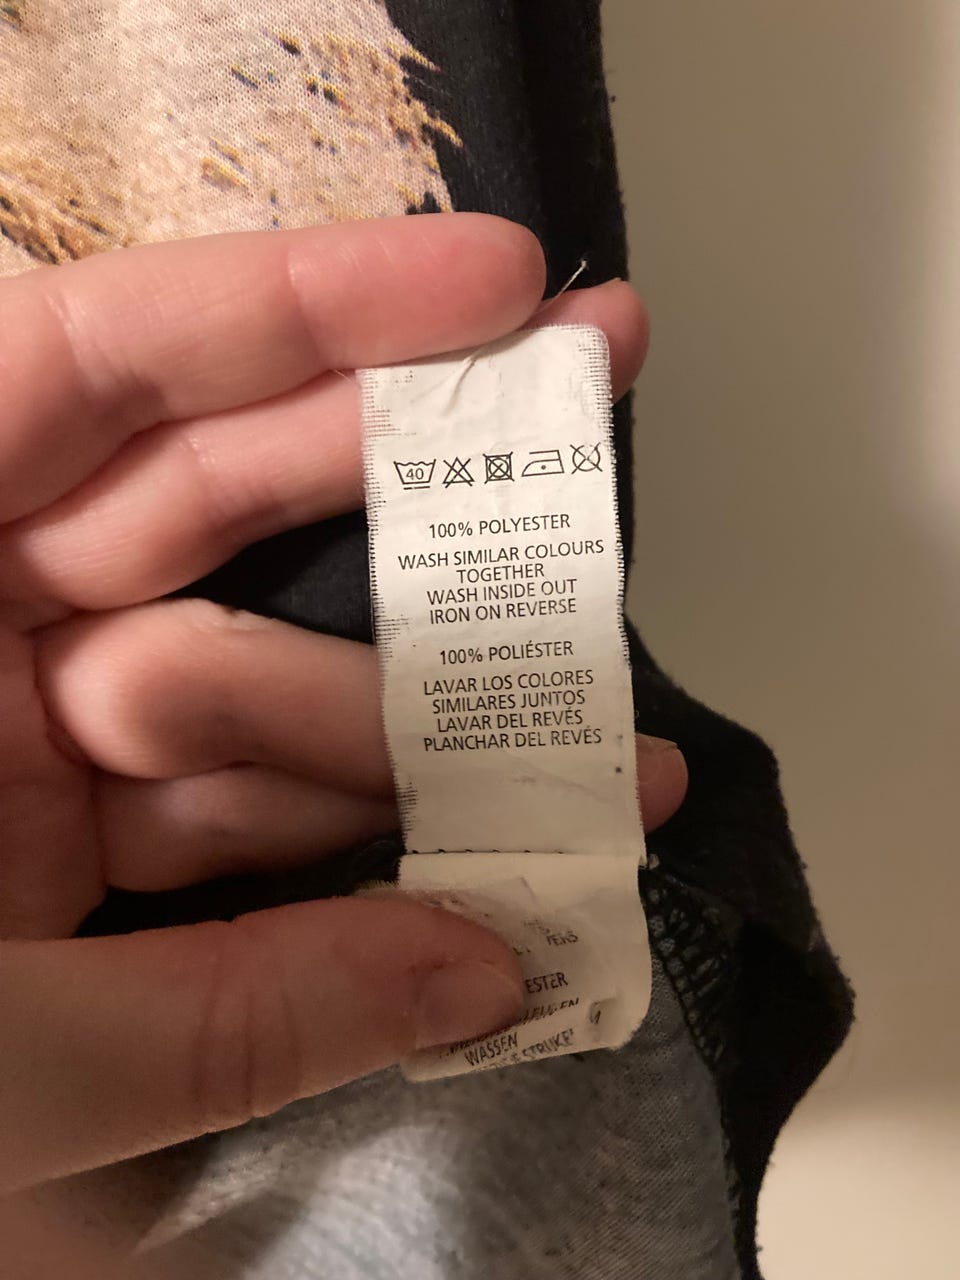 40
100% POLYESTER
WASH SIMILAR COLOURS
TOGETHER
WASH INSIDE OUT
IRON ON REVERSE
100% POLIÉSTER
LAVAR LOS COLORES
SIMILARES JUNTOS
LAVAR DEL REVÉS
PLANCHAR DEL REVÉS
ESTER
WASSEN